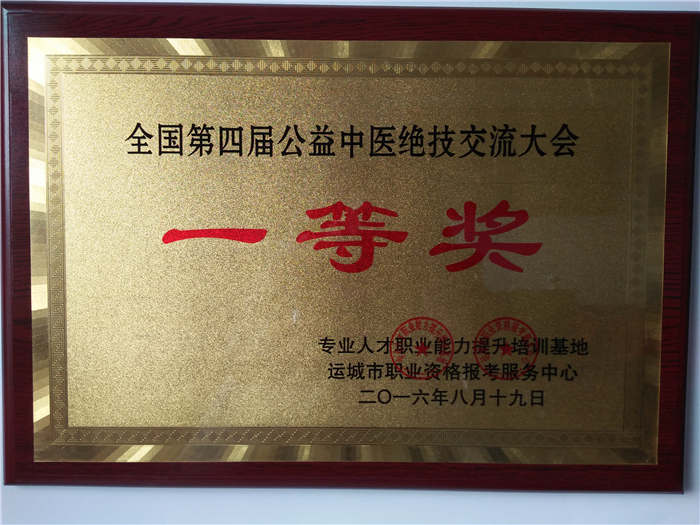 全国第四届公益中医绝技交流大会
一等奖
专业人才职业能力提升培训基地
运城市职业资格报考服务中心
二〇一六年八月十九日